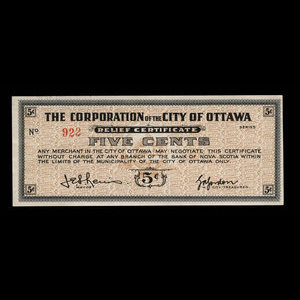 5¢ 5¢
THE CORPORATION OF THE CITY OF OTTAWA
RELIEF CERTIFICATE
Nº 922 SERIES
FIVE CENTS
ANY MERCHANT IN THE CITY OF OTTAWA MAY NEGOTIATE THIS CERTIFICATE
WITHOUT CHARGE AT ANY BRANCH OF THE BANK OF NOVA SCOTIA WITHIN
THE LIMITS OF THE MUNICIPALITY OF THE CITY OF OTTAWA ONLY
5¢
MAYOR CITY TREASURER
5¢ 5¢